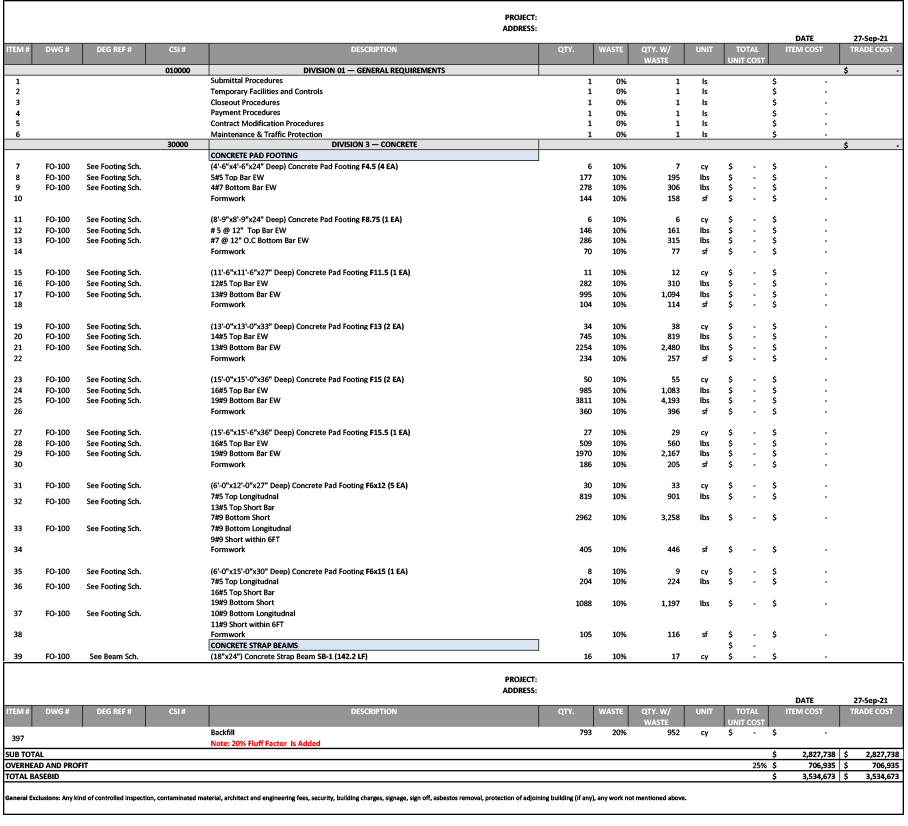 PROJECT:
ADDRESS:
DATE 27-Sep-21
ITEM # DWG # DEG REF # CSI # DESCRIPTION QTY. WASTE QTY. W/ WASTE UNIT TOTAL UNIT COST ITEM COST TRADE COST
010000 DIVISION 01 — GENERAL REQUIREMENTS $ -
1 Submittal Procedures 1 0% 1 ls $ -
2 Temporary Facilities and Controls 1 0% 1 ls $ -
3 Closeout Procedures 1 0% 1 ls $ -
4 Payment Procedures 1 0% 1 ls $ -
5 Contract Modification Procedures 1 0% 1 ls $ -
6 Maintenance & Traffic Protection 1 0% 1 ls $ -
30000 DIVISION 3 — CONCRETE $ -
CONCRETE PAD FOOTING
7 FO-100 See Footing Sch. (4'-6"x4'-6"x24" Deep) Concrete Pad Footing F4.5 (4 EA) 6 10% 7 cy $ - $ -
8 FO-100 See Footing Sch. 5#5 Top Bar EW 177 10% 195 lbs $ - $ -
9 FO-100 See Footing Sch. 4#7 Bottom Bar EW 278 10% 306 lbs $ - $ -
10 Formwork 144 10% 158 sf $ - $ -
11 FO-100 See Footing Sch. (8'-9"x8'-9"x24" Deep) Concrete Pad Footing F8.75 (1 EA) 6 10% 6 cy $ - $ -
12 FO-100 See Footing Sch. # 5 @ 12" Top Bar EW 146 10% 161 lbs $ - $ -
13 FO-100 See Footing Sch. #7 @ 12" O.C Bottom Bar EW 286 10% 315 lbs $ - $ -
14 Formwork 70 10% 77 sf $ - $ -
15 FO-100 See Footing Sch. (11'-6"x11'-6"x27" Deep) Concrete Pad Footing F11.5 (1 EA) 11 10% 12 cy $ - $ -
16 FO-100 See Footing Sch. 12#5 Top Bar EW 282 10% 310 lbs $ - $ -
17 FO-100 See Footing Sch. 13#9 Bottom Bar EW 995 10% 1,094 lbs $ - $ -
18 Formwork 104 10% 114 sf $ - $ -
19 FO-100 See Footing Sch. (13'-0"x13'-0"x33" Deep) Concrete Pad Footing F13 (2 EA) 34 10% 38 cy $ - $ -
20 FO-100 See Footing Sch. 14#5 Top Bar EW 745 10% 819 lbs $ - $ -
21 FO-100 See Footing Sch. 13#9 Bottom Bar EW 2254 10% 2,480 lbs $ - $ -
22 Formwork 234 10% 257 sf $ - $ -
23 FO-100 See Footing Sch. (15'-0"x15'-0"x36" Deep) Concrete Pad Footing F15 (2 EA) 50 10% 55 cy $ - $ -
24 FO-100 See Footing Sch. 16#5 Top Bar EW 985 10% 1,083 lbs $ - $ -
25 FO-100 See Footing Sch. 19#9 Bottom Bar EW 3811 10% 4,193 lbs $ - $ -
26 Formwork 360 10% 396 sf $ - $ -
27 FO-100 See Footing Sch. (15'-6"x15'-6"x36" Deep) Concrete Pad Footing F15.5 (1 EA) 27 10% 29 cy $ - $ -
28 FO-100 See Footing Sch. 16#5 Top Bar EW 509 10% 560 lbs $ - $ -
29 FO-100 See Footing Sch. 19#9 Bottom Bar EW 1970 10% 2,167 lbs $ - $ -
30 Formwork 186 10% 205 sf $ - $ -
31 FO-100 See Footing Sch. (6'-0"x12'-0"x27" Deep) Concrete Pad Footing F6x12 (5 EA) 30 10% 33 cy $ - $ -
32 FO-100 See Footing Sch. 7#5 Top Longitudnal 819 10% 901 lbs $ - $ -
13#5 Top Short Bar
7#9 Bottom Short 2962 10% 3,258 lbs $ - $ -
33 FO-100 See Footing Sch. 7#9 Bottom Longitudnal
9#9 Short within 6FT
34 Formwork 405 10% 446 sf $ - $ -
35 FO-100 See Footing Sch. (6'-0"x15'-0"x30" Deep) Concrete Pad Footing F6x15 (1 EA) 8 10% 9 cy $ - $ -
36 FO-100 See Footing Sch. 7#5 Top Longitudnal 204 10% 224 lbs $ - $ -
16#5 Top Short Bar
19#9 Bottom Short 1088 10% 1,197 lbs $ - $ -
37 FO-100 See Footing Sch. 10#9 Bottom Longitudinal
11#9 Short within 6FT
38 Formwork 105 10% 116 sf $ - $ -
CONCRETE STRAP BEAMS $ -
39 FO-100 See Beam Sch. (18"x24") Concrete Strap Beam SB-1 (142.2 LF) 16 10% 17 cy $ - $ -
PROJECT:
ADDRESS:
DATE 27-Sep-21
ITEM # DWG # DEG REF # CSI # DESCRIPTION QTY. WASTE QTY. W/ WASTE UNIT TOTAL UNIT COST ITEM COST TRADE COST
397 Backfill 793 20% 952 cy $ - $ -
Note: 20% Fluff Factor Is Added
SUB TOTAL $ 2,827,738 $ 2,827,738
OVERHEAD AND PROFIT 25% $ 706,935 $ 706,935
TOTAL BASEBID $ 3,534,673 $ 3,534,673
General Exclusions: Any kind of controlled inspection, contaminated material, architect and engineering fees, security, building charges, signage, sign off, asbestos removal, protection of adjoining building (if any), any work not mentioned above.